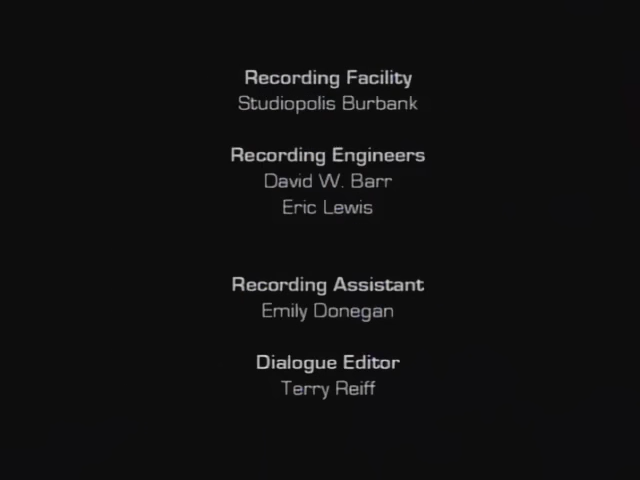 Recording Facility
Studiopolis Burbank
Recording Engineers
David W. Barr
Eric Lewis
Recording Assistant
Emily Donegan
Dialogue Editor
Terry Reiff